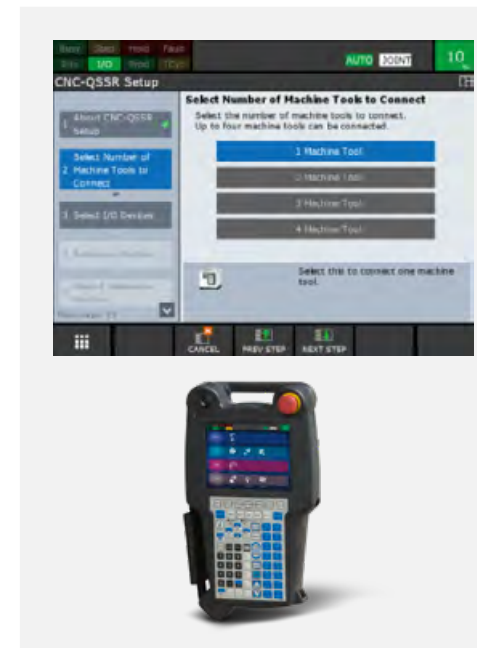 Busy Step Hold Fault
Run I/O Prod TCyc
AUTO JOINT
10
%
CNC-QSSR Setup
1 About CNC-QSSR
Setup
2 Select Number of
Machine Tools to
Connect
3 Select I/O Devices
Select Number of Machine Tools to Connect
Select the number of machine tools to connect.
Up to four machine tools can be connected.
1 Machine Tool
2 Machine Tool
3 Machine Tool
4 Machine Tool
Select this to connect one machine
tool.
CANCEL
PREV STEP
NEXT STEP